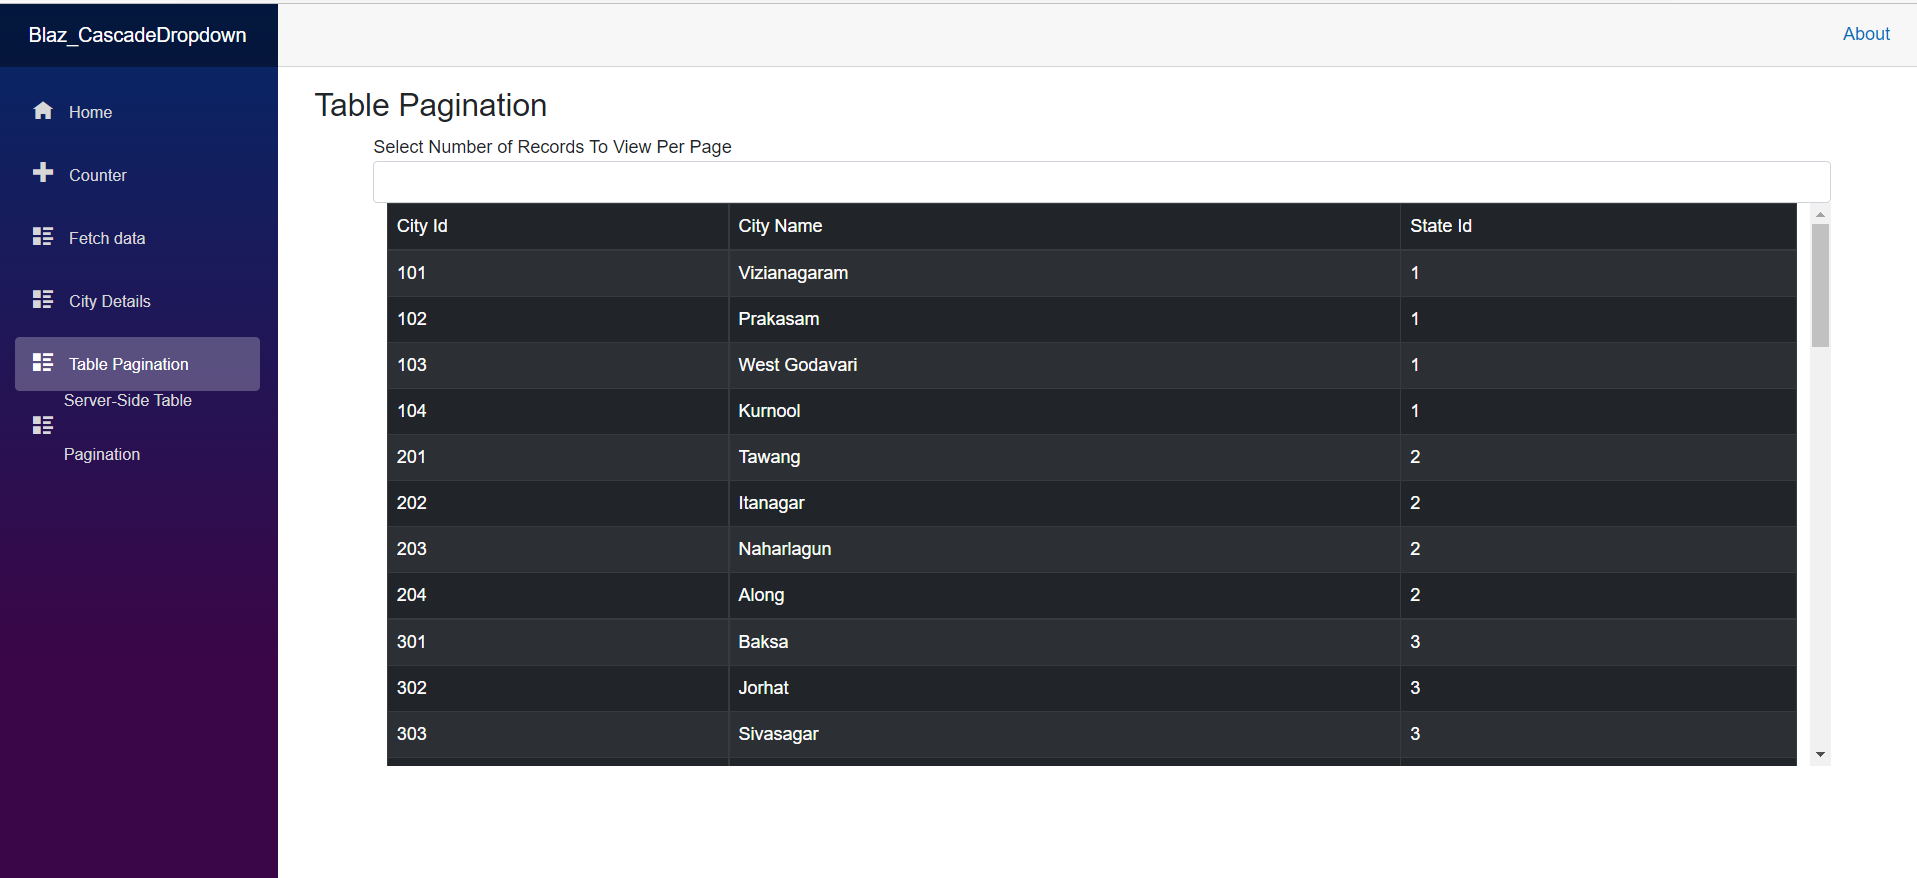 Blaz_CascadeDropdown
About
Home
Counter
Fetch data
City Details
Table Pagination
Server-Side Table
Pagination
Table Pagination
Select Number of Records To View Per Page
City Id City Name State Id
101 Vizianagaram 1
102 Prakasam 1
103 West Godavari 1
104 Kurnool 1
201 Tawang 2
202 Itanagar 2
203 Naharlagun 2
204 Along 2
301 Baksa 3
302 Jorhat 3
303 Sivasagar 3